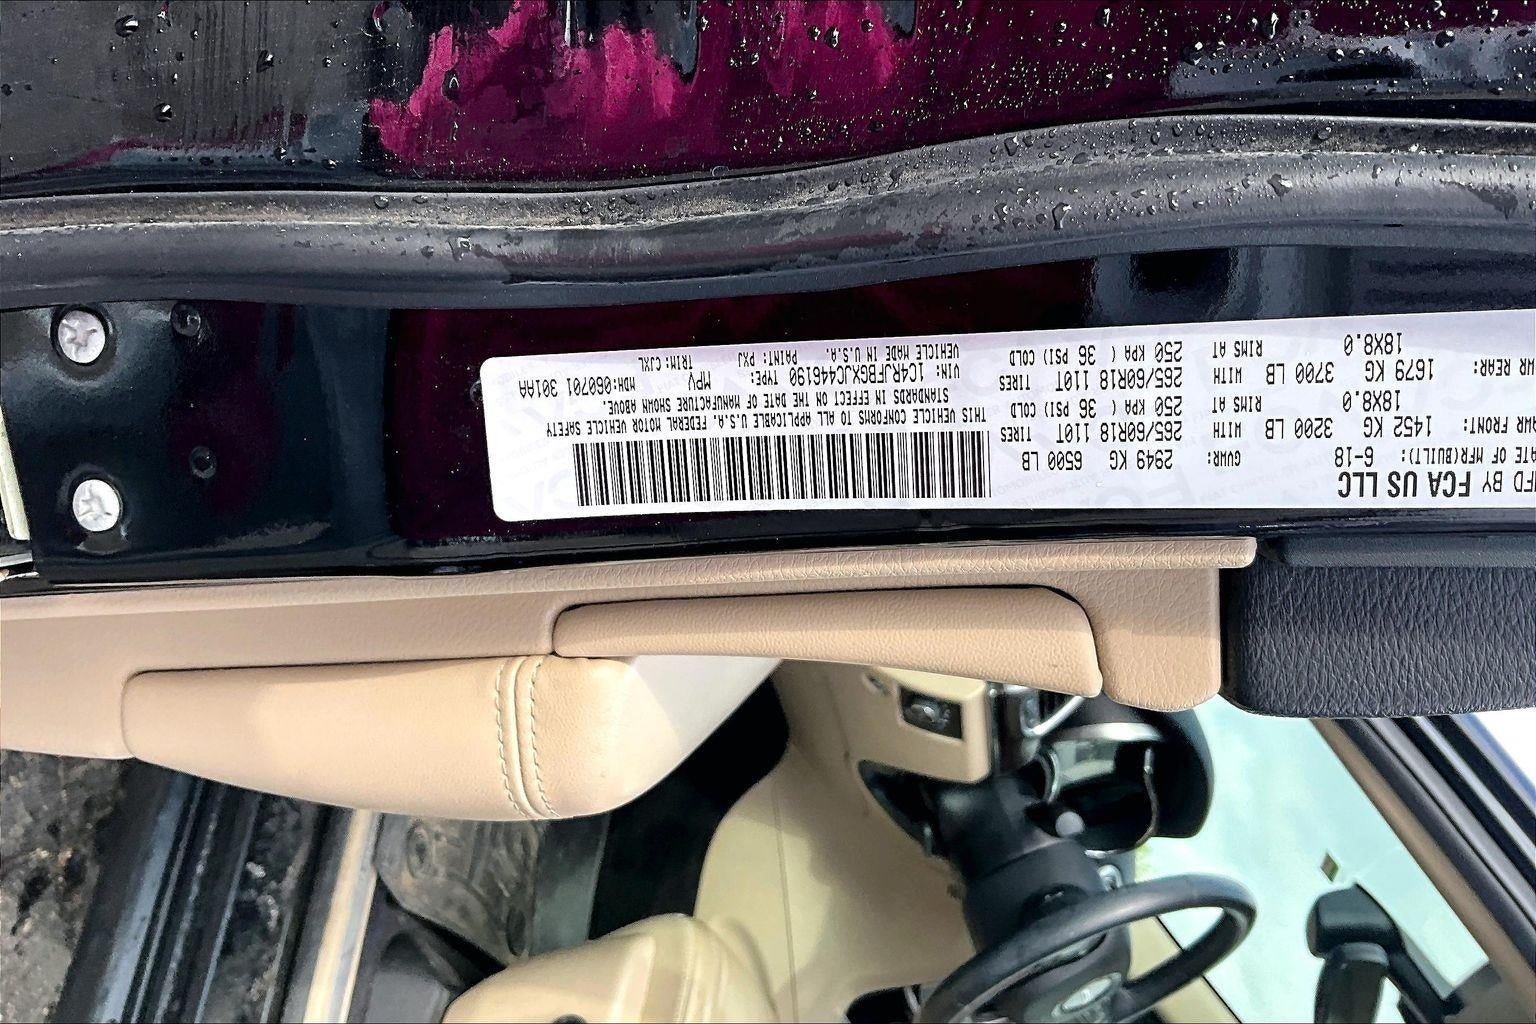 MFD BY FCA US LLC
ATE OF MFR(BUILT): 6-18 GVWR: 2949 KG 6500 LB
AWR FRONT: 1452 KG 3200 LB WITH 265/60R18 110T TIRES
18X8.0 RIMS AT 250 KPA ( 36 PSI) COLD
WR REAR: 1679 KG 3700 LB WITH 265/60R18 110T TIRES
18X8.0 RIMS AT 250 KPA ( 36 PSI) COLD
THIS VEHICLE CONFORMS TO ALL APPLICABLE U.S.A. FEDERAL MOTOR VEHICLE SAFETY
STANDARDS IN EFFECT ON THE DATE OF MANUFACTURE SHOWN ABOVE.
VIN: 1C4RJFBGXJC446190 TYPE: MPV MDH:060701 301AA
VEHICLE MADE IN U.S.A. PAINT: PXJ TRIM: CJXL